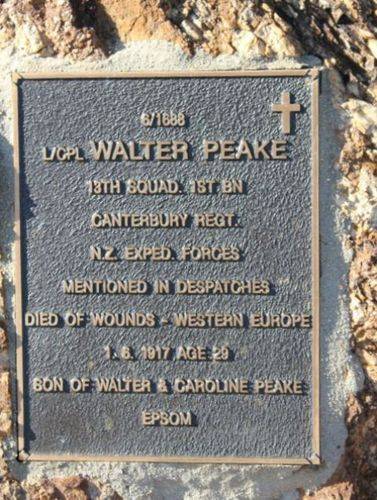 6/1688
L/CPL WALTER PEAKE
13TH SQUAD. 1ST BN
CANTERBURY REGT.
N.Z. EXPED. FORCES
MENTIONED IN DESPATCHES
DIED OF WOUNDS - WESTERN EUROPE
1. 6. 1917 AGE 29
SON OF WALTER & CAROLINE PEAKE
EPSOM